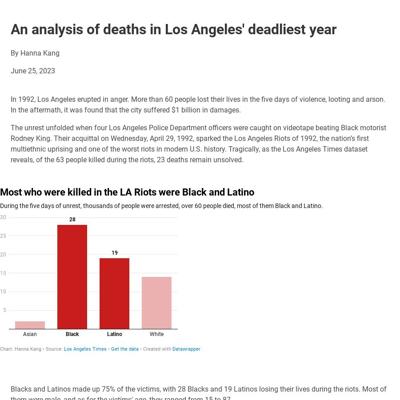 An analysis of deaths in Los Angeles' deadliest year
By Hanna Kang
June 25, 2023
In 1992, Los Angeles erupted in anger. More than 60 people lost their lives in the five days of violence, looting and arson.
In the aftermath, it was found that the city suffered $1 billion in damages.
The unrest unfolded when four Los Angeles Police Department officers were caught on videotape beating Black motorist
Rodney King. Their acquittal on Wednesday, April 29, 1992, sparked the Los Angeles Riots of 1992, the nation's first
multiethnic uprising and one of the worst riots in modern U.S. history. Tragically, as the Los Angeles Times dataset
reveals, of the 63 people killed during the riots, 23 deaths remain unsolved.
Most who were killed in the LA Riots were Black and Latino
During the five days of unrest, thousands of people were arrested, over 60 people died, most of them Black and Latino.
30
28
25
20
19
15
10
5
Asian Black Latino White
Chart: Hanna Kang • Source: Los Angeles Times • Get the data • Created with Datawrapper
Blacks and Latinos made up 75% of the victims, with 28 Blacks and 19 Latinos losing their lives during the riots. Most of
them were male, and as for the victims' age, they ranged from 15 to 87.